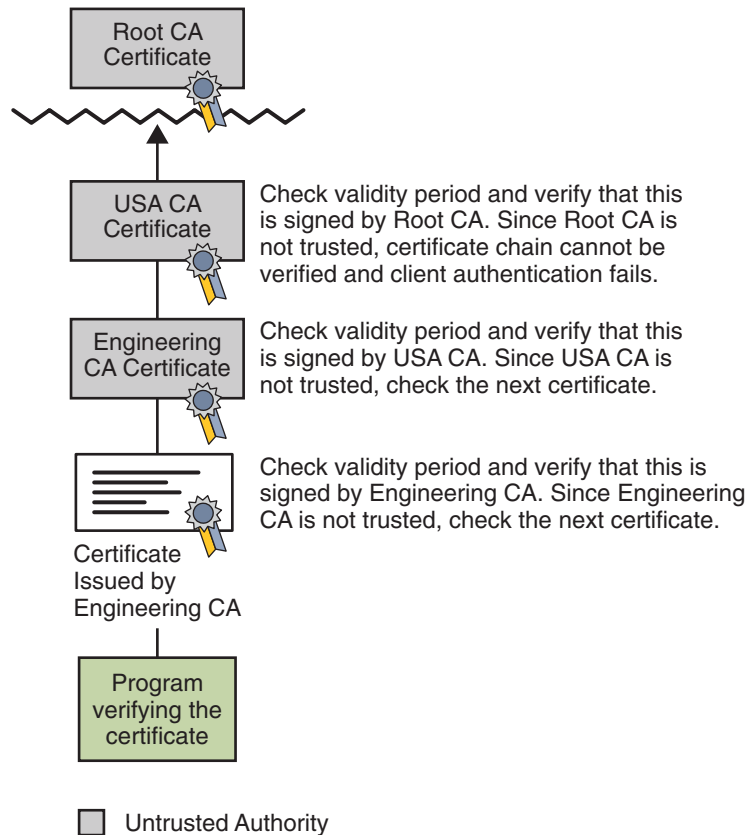 Root CA
Certificate
USA CA
Certificate
Check validity period and verify that this
is signed by Root CA. Since Root CA is
not trusted, certificate chain cannot be
verified and client authentication fails.
Engineering
CA Certificate
Check validity period and verify that this
is signed by USA CA. Since USA CA is
not trusted, check the next certificate.
Check validity period and verify that this is
signed by Engineering CA. Since Engineering
CA is not trusted, check the next certificate.
Certificate
Issued by
Engineering CA
Program
verifying the
certificate
Untrusted Authority